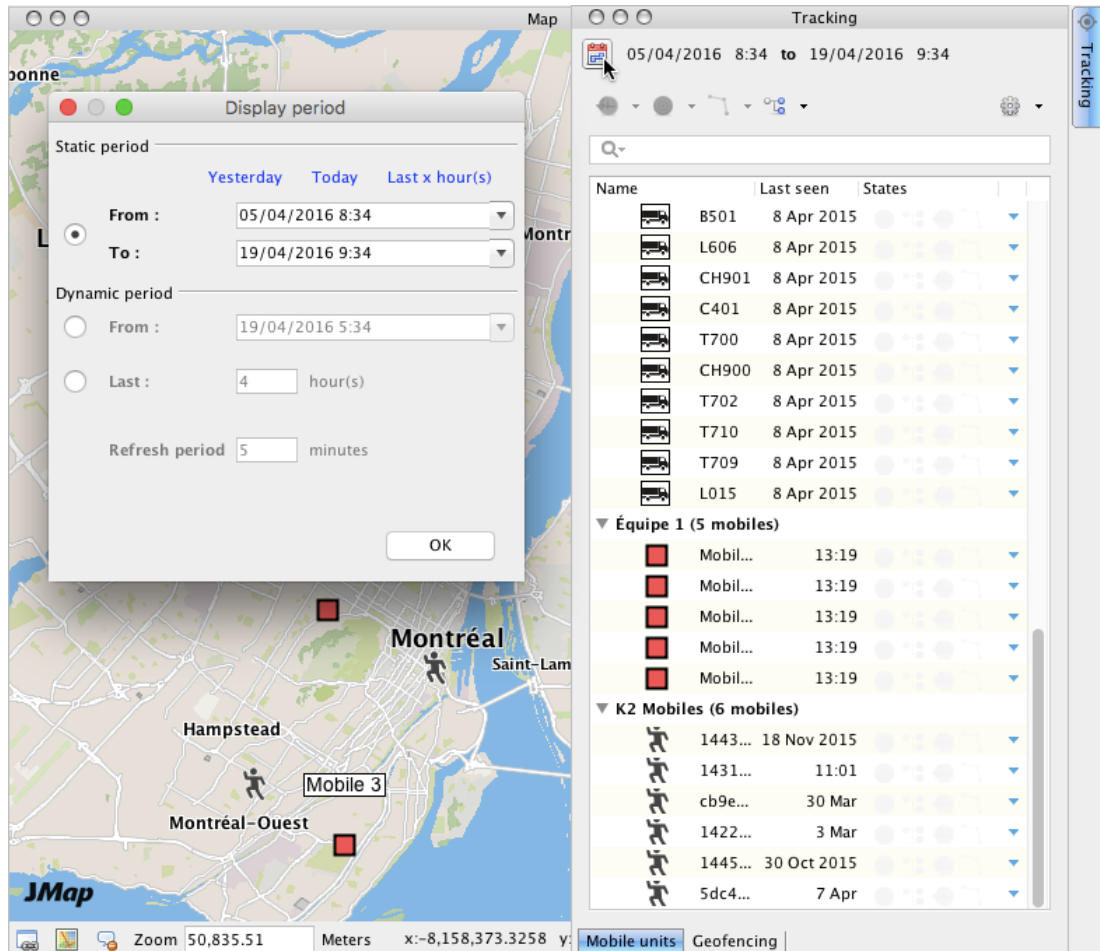 Map
bonne
Display period
Static period
Yesterday Today Last x hour(s)
From : 05/04/2016 8:34
To : 19/04/2016 9:34
Dynamic period
From : 19/04/2016 5:34
Last : 4 hour(s)
Refresh period 5 minutes
OK
L
Montr
Montréal
Saint-Lam
Hampstead
Mobile 3
Montréal-Ouest
JMap
Zoom 50,835.51 Meters x:-8,158,373.3258 y:
Tracking
05/04/2016 8:34 to 19/04/2016 9:34
Name Last seen States
B501 8 Apr 2015
L606 8 Apr 2015
CH901 8 Apr 2015
C401 8 Apr 2015
T700 8 Apr 2015
CH900 8 Apr 2015
T702 8 Apr 2015
T710 8 Apr 2015
T709 8 Apr 2015
L015 8 Apr 2015
Équipe 1 (5 mobiles)
Mobil... 13:19
Mobil... 13:19
Mobil... 13:19
Mobil... 13:19
Mobil... 13:19
K2 Mobiles (6 mobiles)
1443... 18 Nov 2015
1431... 11:01
cb9e... 30 Mar
1422... 3 Mar
1445... 30 Oct 2015
5dc4... 7 Apr
Mobile units Geofencing
Tracking